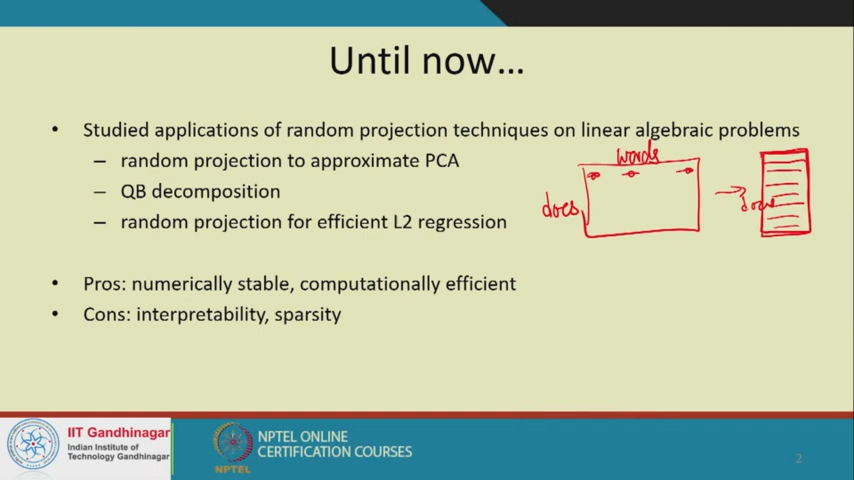 Until now...
• Studied applications of random projection techniques on linear algebraic problems
– random projection to approximate PCA
– QB decomposition
– random projection for efficient L2 regression
words
docs
docs
• Pros: numerically stable, computationally efficient
• Cons: interpretability, sparsity
IIT Gandhinagar
Indian Institute of
Technology Gandhinagar
NPTEL
NPTEL ONLINE
CERTIFICATION COURSES
2